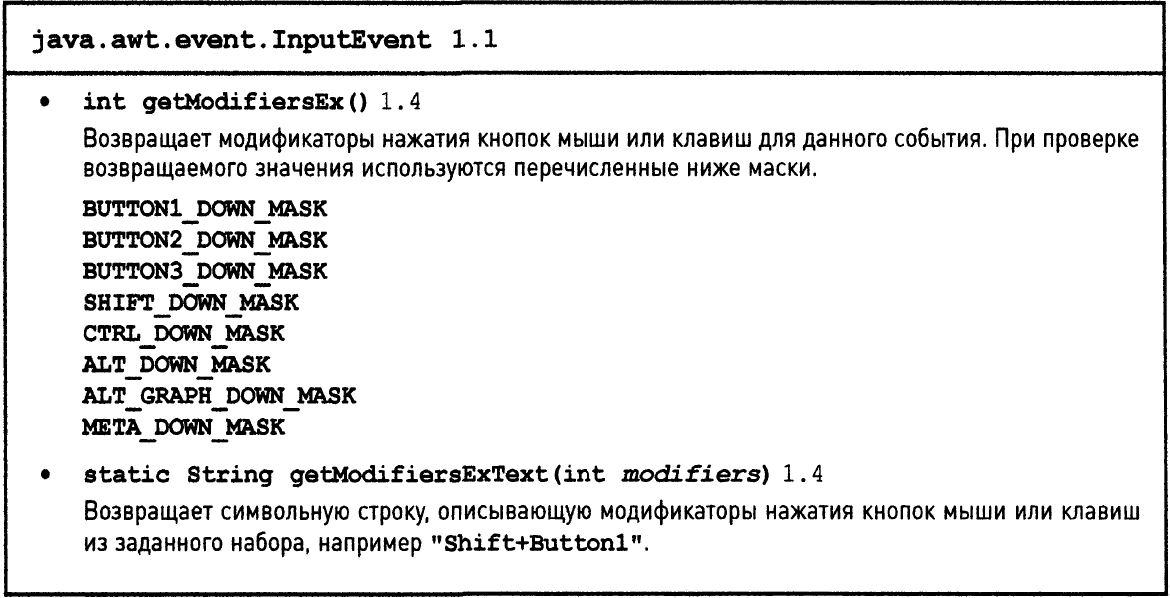 java.awt.event.InputEvent 1.1
• int getModifiersEx() 1.4
Возвращает модификаторы нажатия кнопок мыши или клавиш для данного события. При проверке
возвращаемого значения используются перечисленные ниже маски.
BUTTON1_DOWN_MASK
BUTTON2_DOWN_MASK
BUTTON3_DOWN_MASK
SHIFT_DOWN_MASK
CTRL_DOWN_MASK
ALT_DOWN_MASK
ALT_GRAPH_DOWN_MASK
META_DOWN_MASK
• static String getModifiersExText(int modifiers) 1.4
Возвращает символьную строку, описывающую модификаторы нажатия кнопок мыши или клавиш
из заданного набора, например "Shift+Button1".